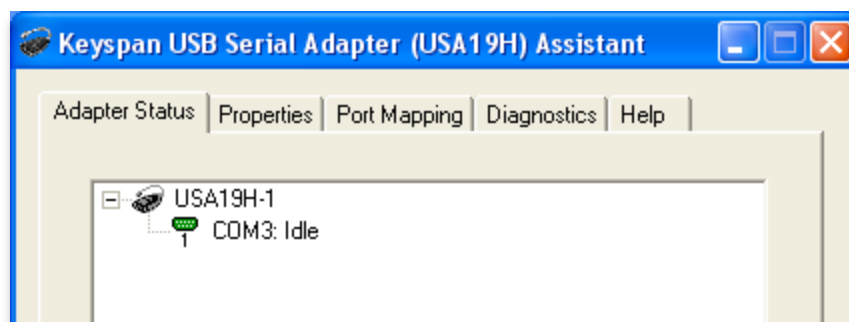 Keyspan USB Serial Adapter (USA19H) Assistant
Adapter Status Properties Port Mapping Diagnostics Help
USA19H-1
COM3: Idle
1